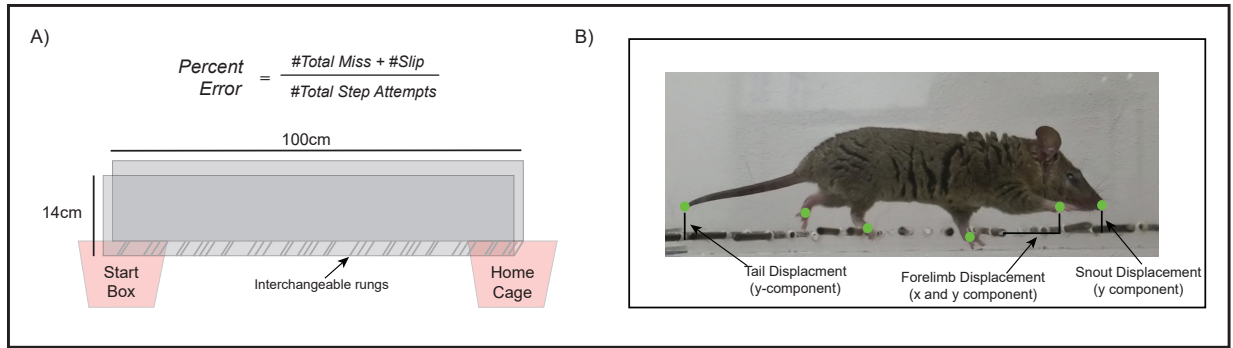 A)
Percent Error = #Total Miss + #Slip
#Total Step Attempts
100cm
14cm
Start
Box
Interchangeable rungs
Home
Cage
B)
Tail Displacment
(y-component)
Forelimb Displacement
(x and y component)
Snout Displacement
(y component)